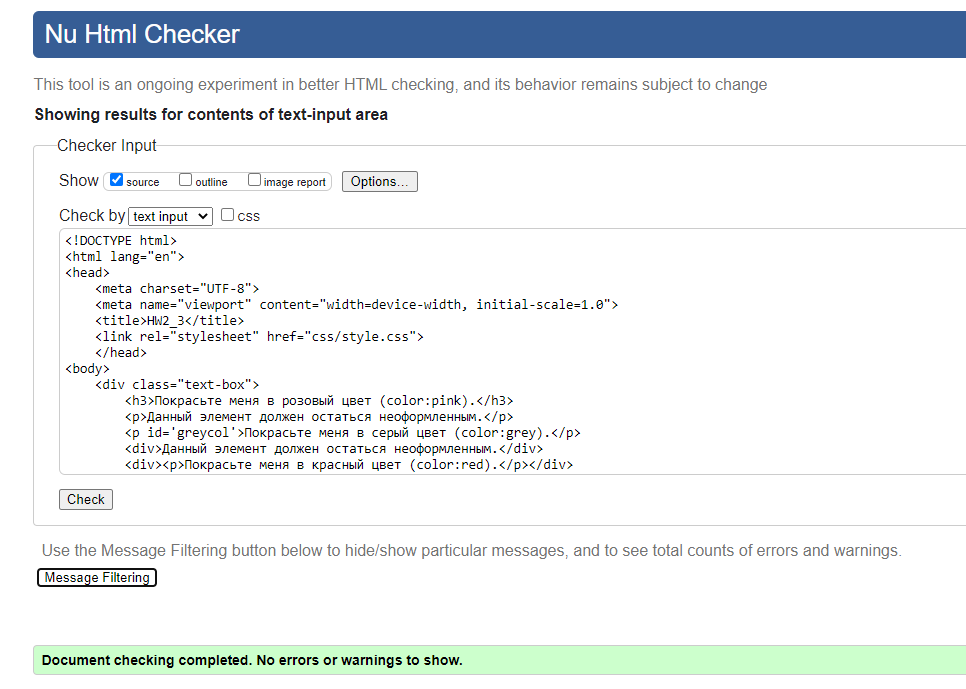 Nu Html Checker
This tool is an ongoing experiment in better HTML checking, and its behavior remains subject to change
Showing results for contents of text-input area
Checker Input
Show source outline image report Options...
Check by text input css
<!DOCTYPE html>
<html lang="en">
<head>
    <meta charset="UTF-8">
    <meta name="viewport" content="width=device-width, initial-scale=1.0">
    <title>HW2_3</title>
    <link rel="stylesheet" href="css/style.css">
    </head>
<body>
    <div class="text-box">
        <h3>Покрасьте меня в розовый цвет (color:pink).</h3>
        <p>Данный элемент должен остаться неоформленным.</p>
        <p id='greycol'>Покрасьте меня в серый цвет (color:grey).</p>
        <div>Данный элемент должен остаться неоформленным.</div>
        <div><p>Покрасьте меня в красный цвет (color:red).</p></div>
Check
Use the Message Filtering button below to hide/show particular messages, and to see total counts of errors and warnings.
Message Filtering
Document checking completed. No errors or warnings to show.